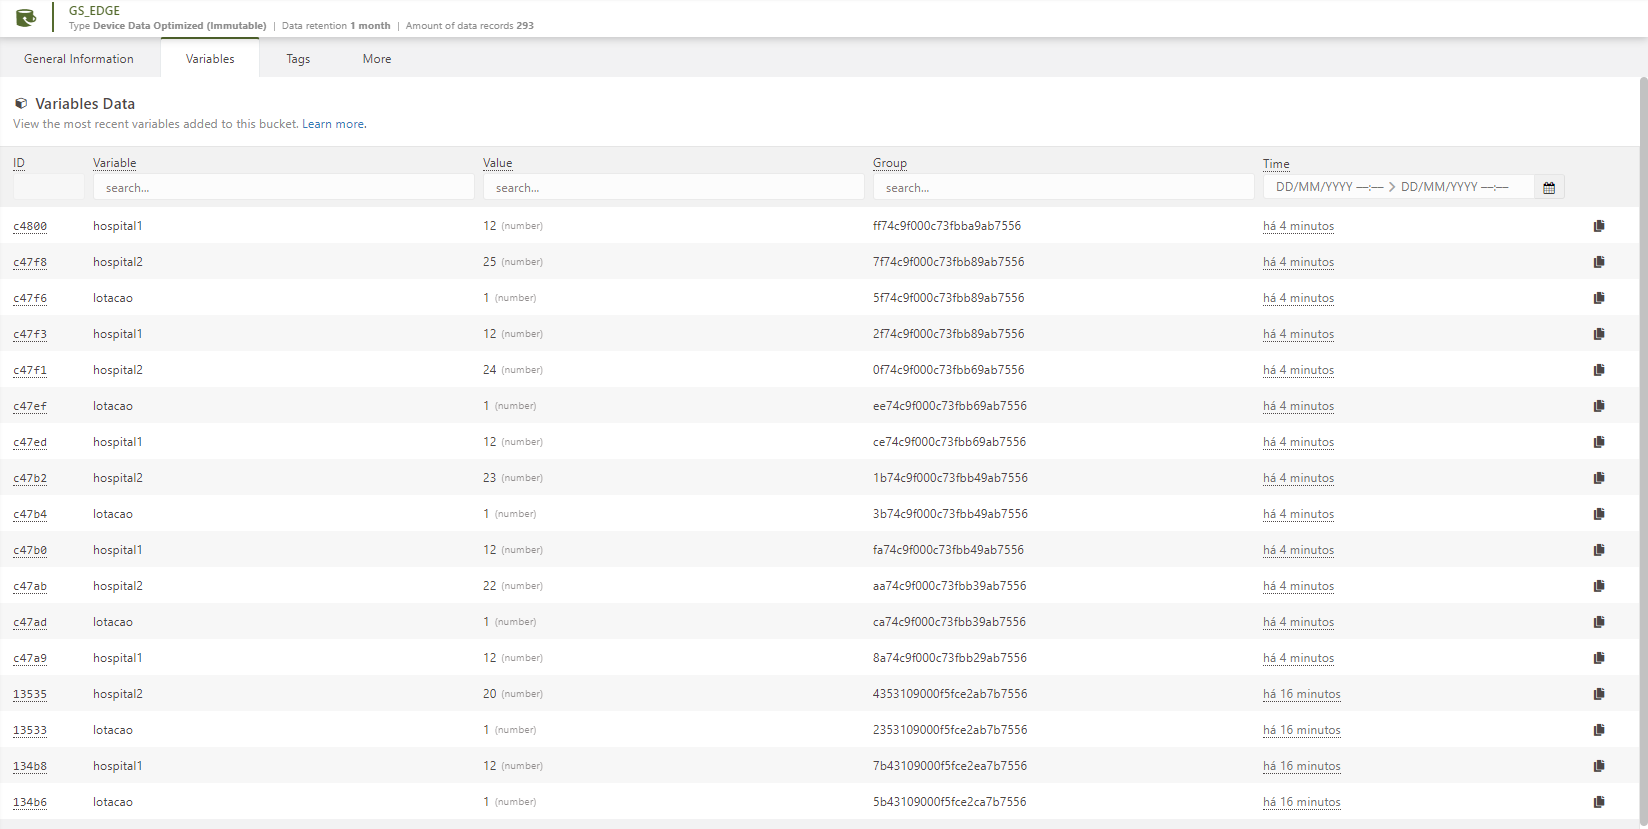 GS_EDGE
Type Device Data Optimized (Immutable) | Data retention 1 month | Amount of data records 293
General Information Variables Tags More
Variables Data
View the most recent variables added to this bucket. Learn more.
ID Variable Value Group Time
search... search... search... DD/MM/YYYY --:-- > DD/MM/YYYY --:--
c4800 hospital1 12 (number) ff74c9f000c73fbba9ab7556 há 4 minutos
c47f8 hospital2 25 (number) 7f74c9f000c73fbb89ab7556 há 4 minutos
c47f6 lotacao 1 (number) 5f74c9f000c73fbb89ab7556 há 4 minutos
c47f3 hospital1 12 (number) 2f74c9f000c73fbb89ab7556 há 4 minutos
c47f1 hospital2 24 (number) 0f74c9f000c73fbb69ab7556 há 4 minutos
c47ef lotacao 1 (number) ee74c9f000c73fbb69ab7556 há 4 minutos
c47ed hospital1 12 (number) ce74c9f000c73fbb69ab7556 há 4 minutos
c47b2 hospital2 23 (number) 1b74c9f000c73fbb49ab7556 há 4 minutos
c47b4 lotacao 1 (number) 3b74c9f000c73fbb49ab7556 há 4 minutos
c47b0 hospital1 12 (number) fa74c9f000c73fbb49ab7556 há 4 minutos
c47ab hospital2 22 (number) aa74c9f000c73fbb39ab7556 há 4 minutos
c47ad lotacao 1 (number) ca74c9f000c73fbb39ab7556 há 4 minutos
c47a9 hospital1 12 (number) 8a74c9f000c73fbb29ab7556 há 4 minutos
13535 hospital2 20 (number) 4353109000f5fce2ab7b7556 há 16 minutos
13533 lotacao 1 (number) 2353109000f5fce2ab7b7556 há 16 minutos
134b8 hospital1 12 (number) 7b43109000f5fce2ea7b7556 há 16 minutos
134b6 lotacao 1 (number) 5b43109000f5fce2ca7b7556 há 16 minutos